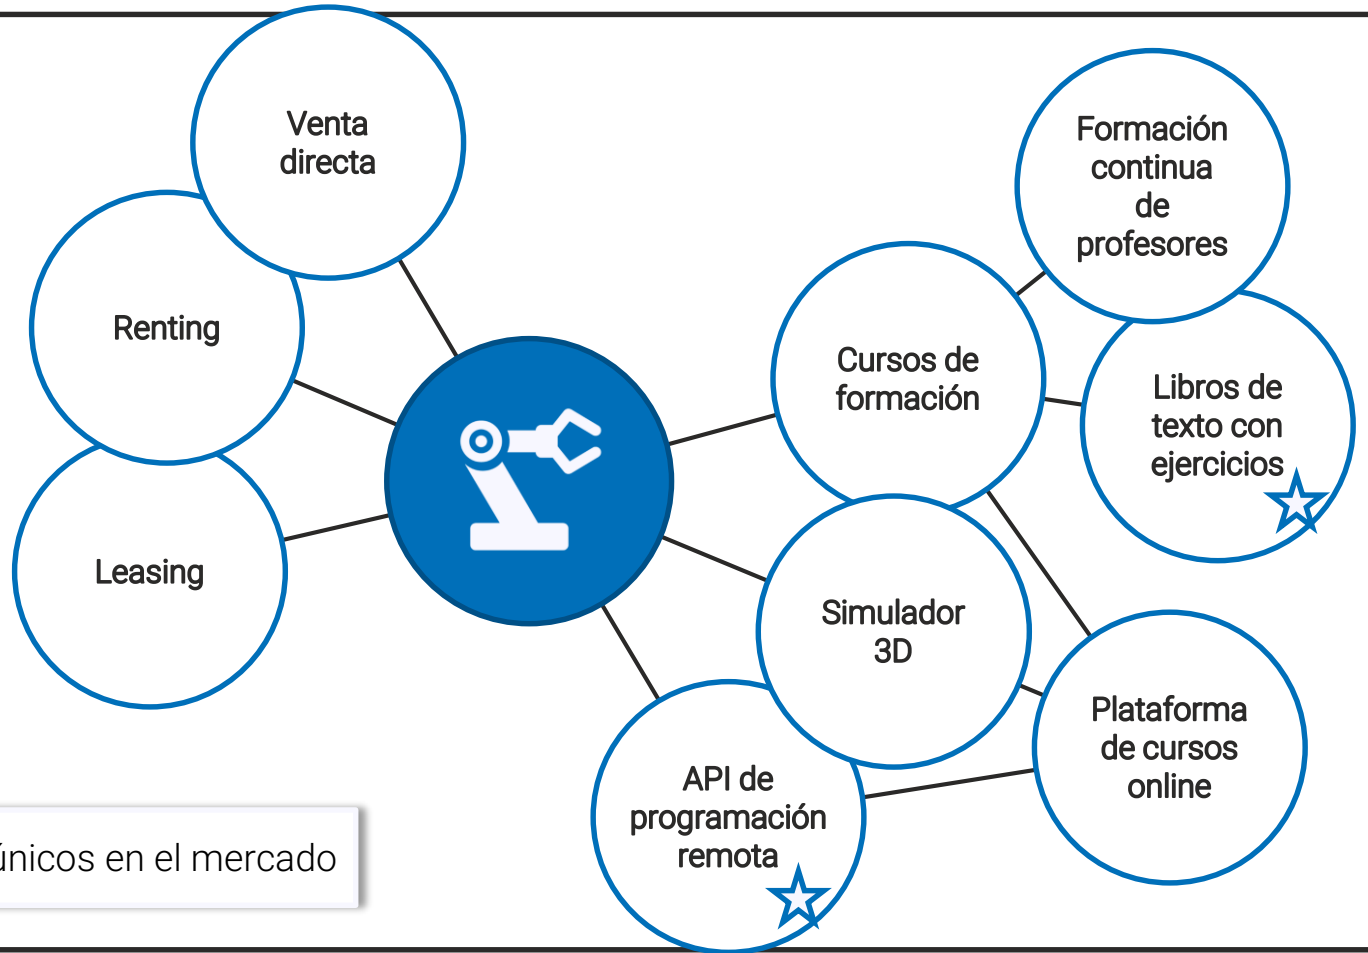 Venta
directa
Renting
Leasing
Formación
continua
de
profesores
Cursos de
formación
Libros de
texto con
ejercicios
Simulador
3D
Plataforma
de cursos
online
API de
programación
remota
únicos en el mercado